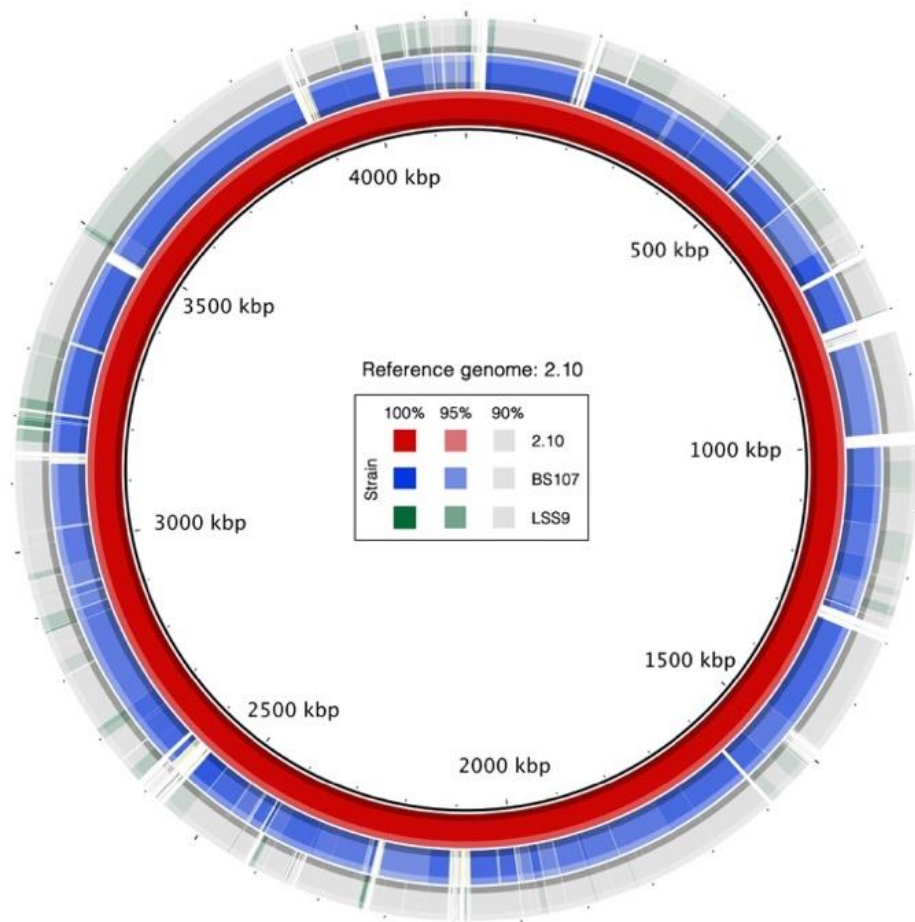 4000 kbp
500 kbp
3500 kbp
Reference genome: 2.10
100% 95% 90%
Strain
2.10
BS107
LSS9
1000 kbp
3000 kbp
1500 kbp
2500 kbp
2000 kbp